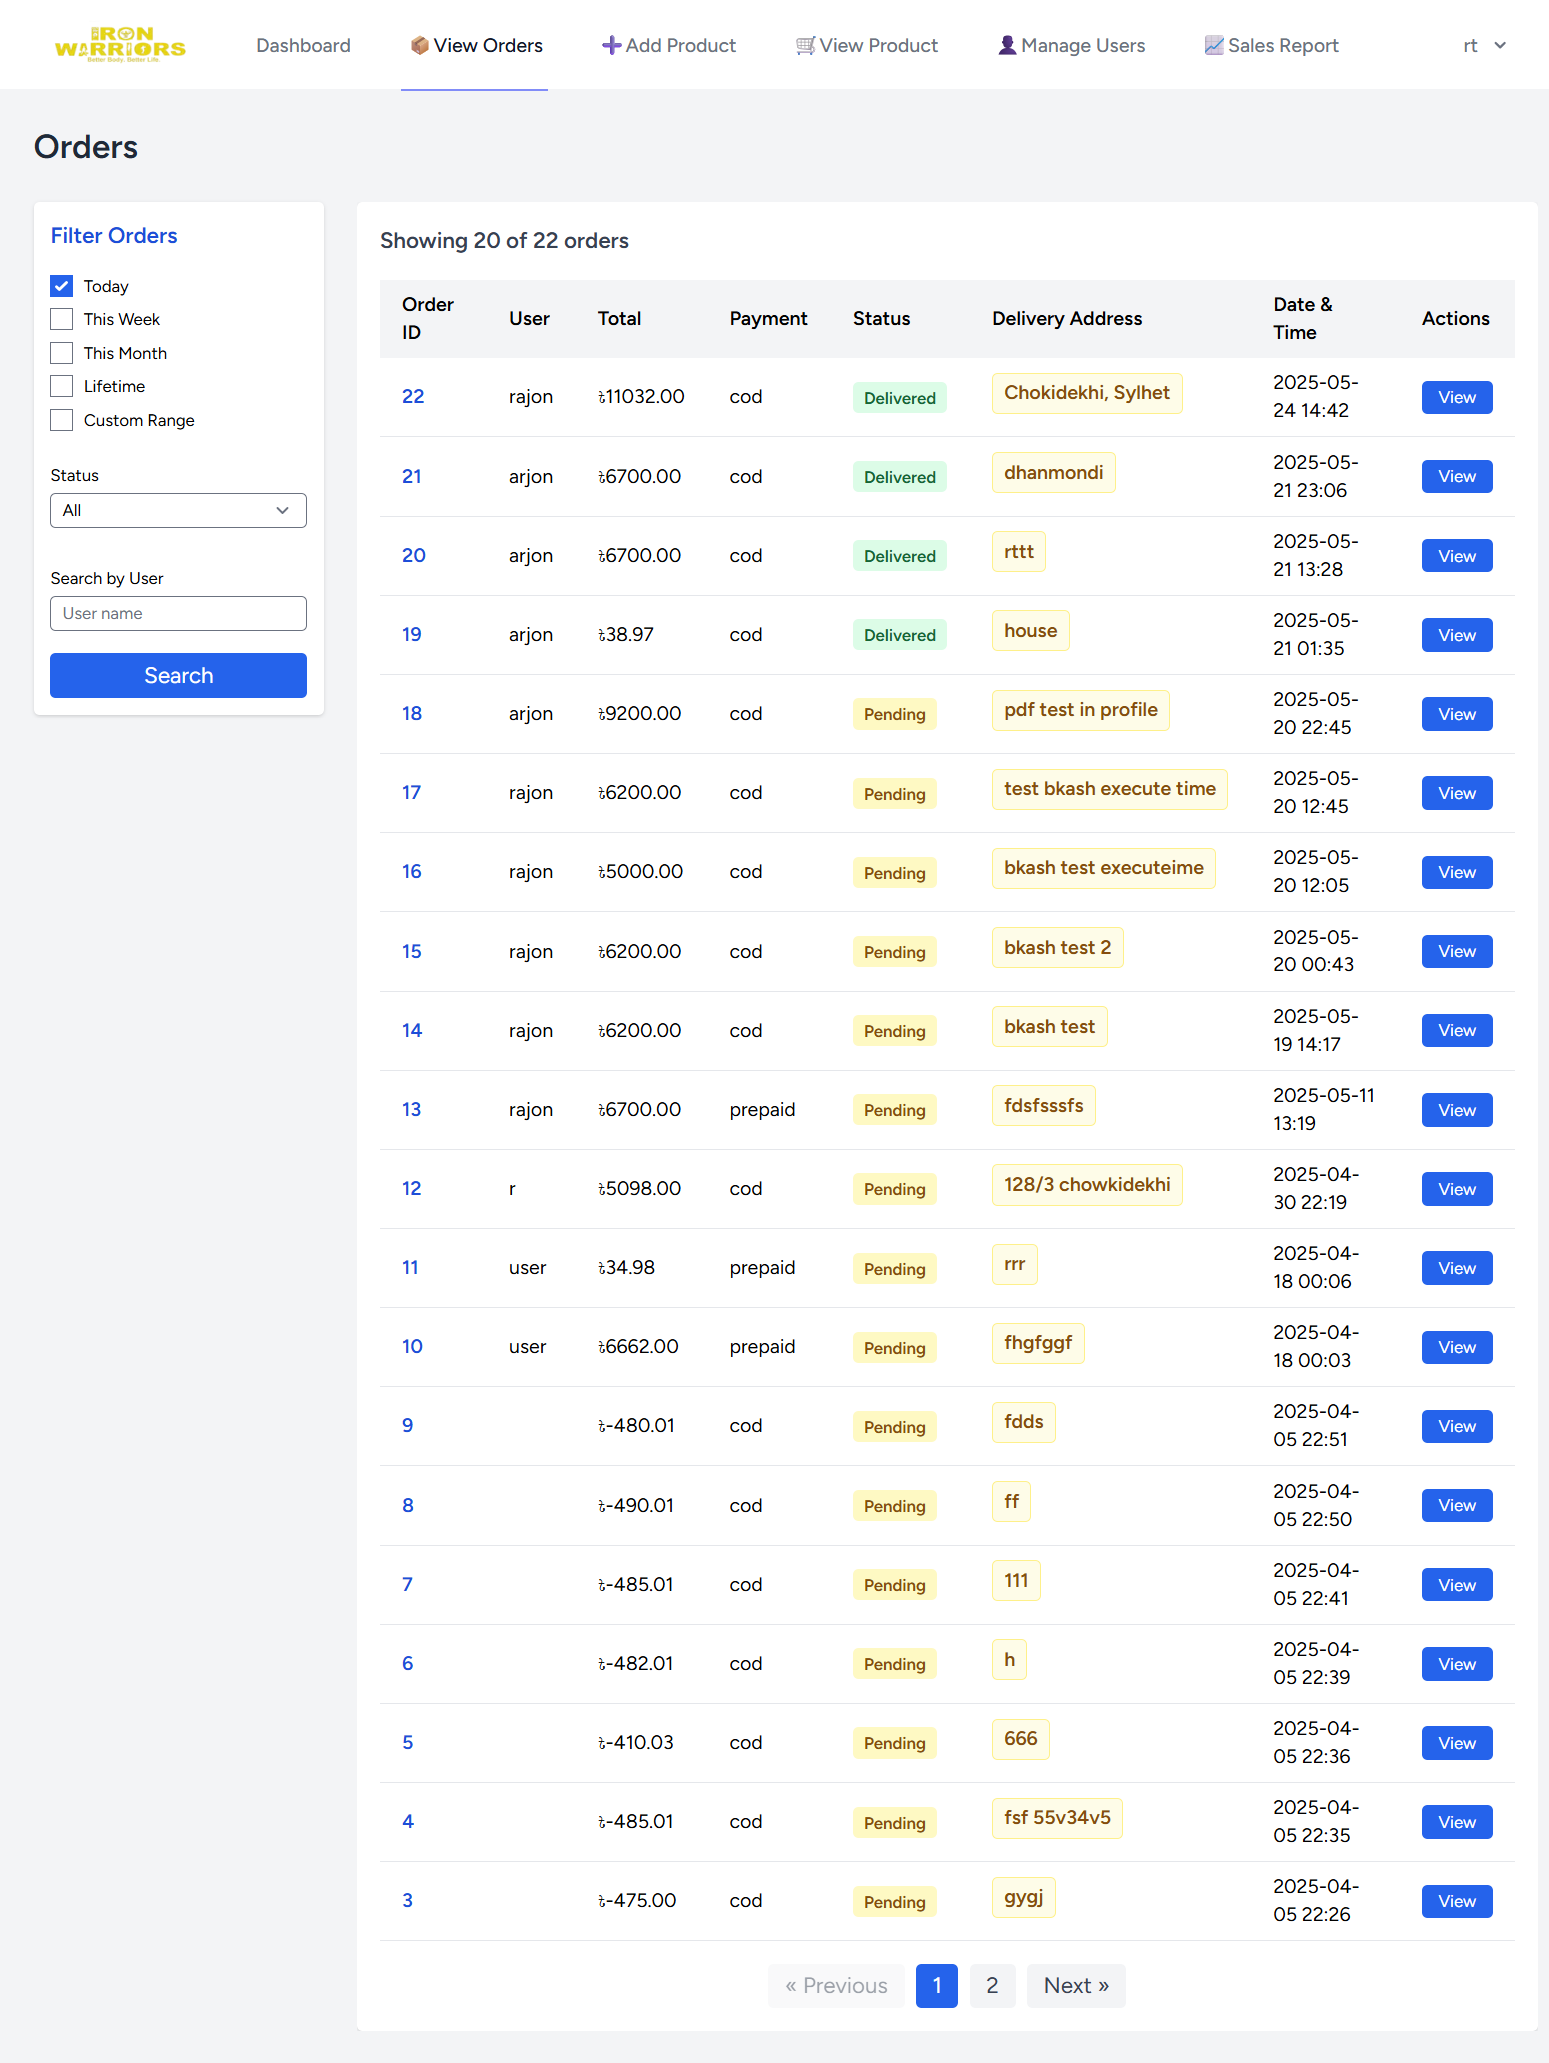 IRON
WARRIORS
Better Body. Better Life.
Dashboard
📦View Orders
➕Add Product
🛒View Product
👤Manage Users
📈Sales Report
rt
Orders
Filter Orders
Today
This Week
This Month
Lifetime
Custom Range
Status
All
Search by User
User name
Search
Showing 20 of 22 orders
Order ID User Total Payment Status Delivery Address Date & Time Actions
22 rajon ৳11032.00 cod Delivered Chokidekhi, Sylhet 2025-05-24 14:42 View
21 arjon ৳6700.00 cod Delivered dhanmondi 2025-05-21 23:06 View
20 arjon ৳6700.00 cod Delivered rttt 2025-05-21 13:28 View
19 arjon ৳38.97 cod Delivered house 2025-05-21 01:35 View
18 arjon ৳9200.00 cod Pending pdf test in profile 2025-05-20 22:45 View
17 rajon ৳6200.00 cod Pending test bkash execute time 2025-05-20 12:45 View
16 rajon ৳5000.00 cod Pending bkash test executeime 2025-05-20 12:05 View
15 rajon ৳6200.00 cod Pending bkash test 2 2025-05-20 00:43 View
14 rajon ৳6200.00 cod Pending bkash test 2025-05-19 14:17 View
13 rajon ৳6700.00 prepaid Pending fdsfsssfs 2025-05-11 13:19 View
12 r ৳5098.00 cod Pending 128/3 chowkidekhi 2025-04-30 22:19 View
11 user ৳34.98 prepaid Pending rrr 2025-04-18 00:06 View
10 user ৳6662.00 prepaid Pending fhgfggf 2025-04-18 00:03 View
9 ৳-480.01 cod Pending fdds 2025-04-05 22:51 View
8 ৳-490.01 cod Pending ff 2025-04-05 22:50 View
7 ৳-485.01 cod Pending 111 2025-04-05 22:41 View
6 ৳-482.01 cod Pending h 2025-04-05 22:39 View
5 ৳-410.03 cod Pending 666 2025-04-05 22:36 View
4 ৳-485.01 cod Pending fsf 55v34v5 2025-04-05 22:35 View
3 ৳-475.00 cod Pending gygj 2025-04-05 22:26 View
« Previous 1 2 Next »